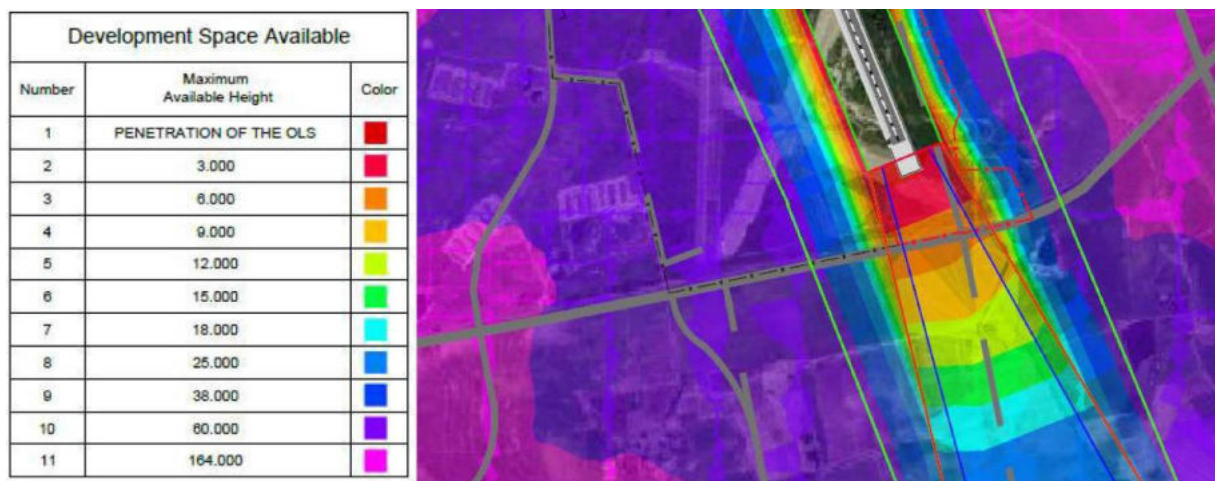 Development Space Available
Number
Maximum
Available Height
Color
1 PENETRATION OF THE OLS
2 3.000
3 6.000
4 9.000
5 12.000
6 15.000
7 18.000
8 25.000
9 38.000
10 60.000
11 164.000